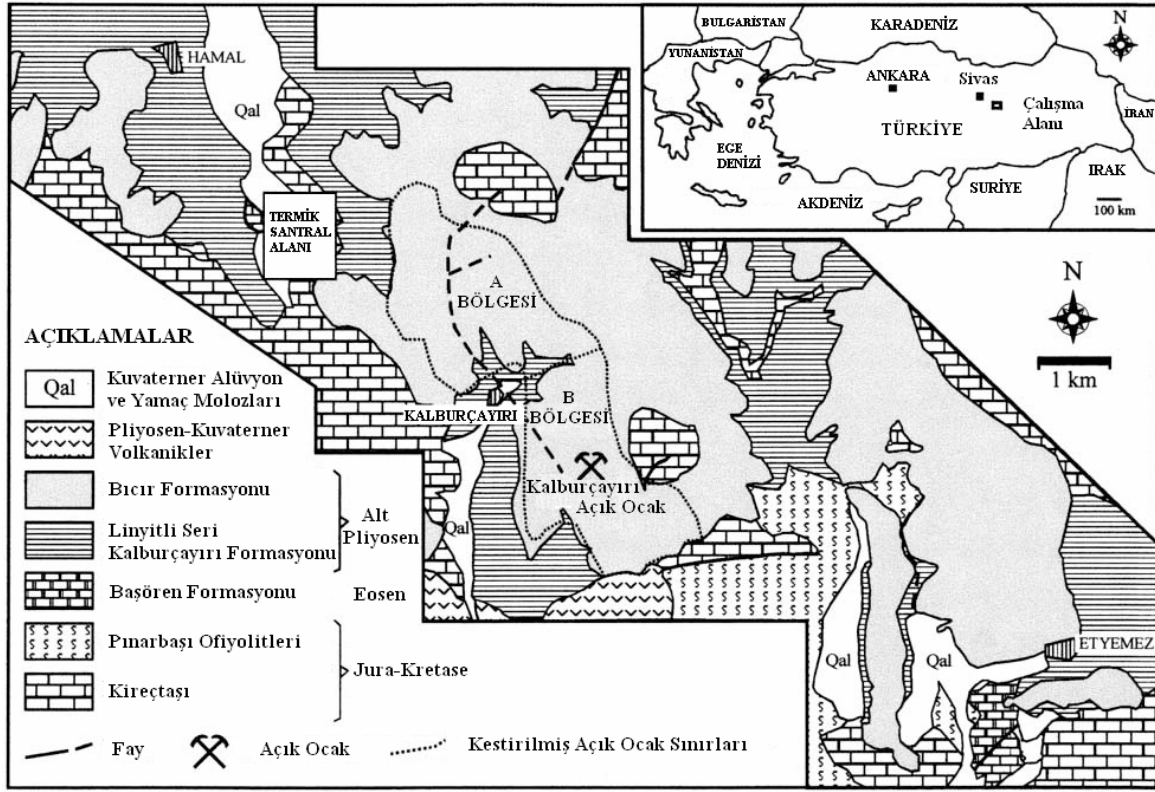 HAMAL
Qal
TERMİK
SANTRAL
ALANI
A
BÖLGESİ
B
BÖLGESİ
KALBURÇAYIRI
Kalburçayırı
Açık Ocak
Qal
Qal
Qal
ETYEMEZ
BULGARİSTAN
KARADENİZ
YUNANİSTAN
N
ANKARA
Sivas
Çalışma
Alanı
İRAN
TÜRKİYE
EGE
DENİZİ
IRAK
SURİYE
AKDENİZ
100 km
N
1 km
AÇIKLAMALAR
Qal
Kuvaterner Alüvyon
ve Yamaç Molozları
Pliyosen-Kuvaterner
Volkanikler
Bıcır Formasyonu
Linyitli Seri
Kalburçayırı Formasyonu
Alt
Pliyosen
Başören Formasyonu
Eosen
Pınarbaşı Ofiyolitleri
Kireçtaşı
Jura-Kretase
Fay
Açık Ocak
Kestirilmiş Açık Ocak Sınırları